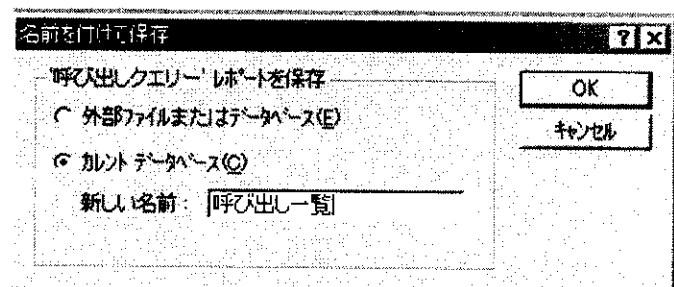 名前を付けて保存
'呼び出しクエリー' レポートを保存
外部ファイルまたはデータベース(E)
カレント データベース(C)
新しい名前: 呼び出し一覧
OK
キャンセル